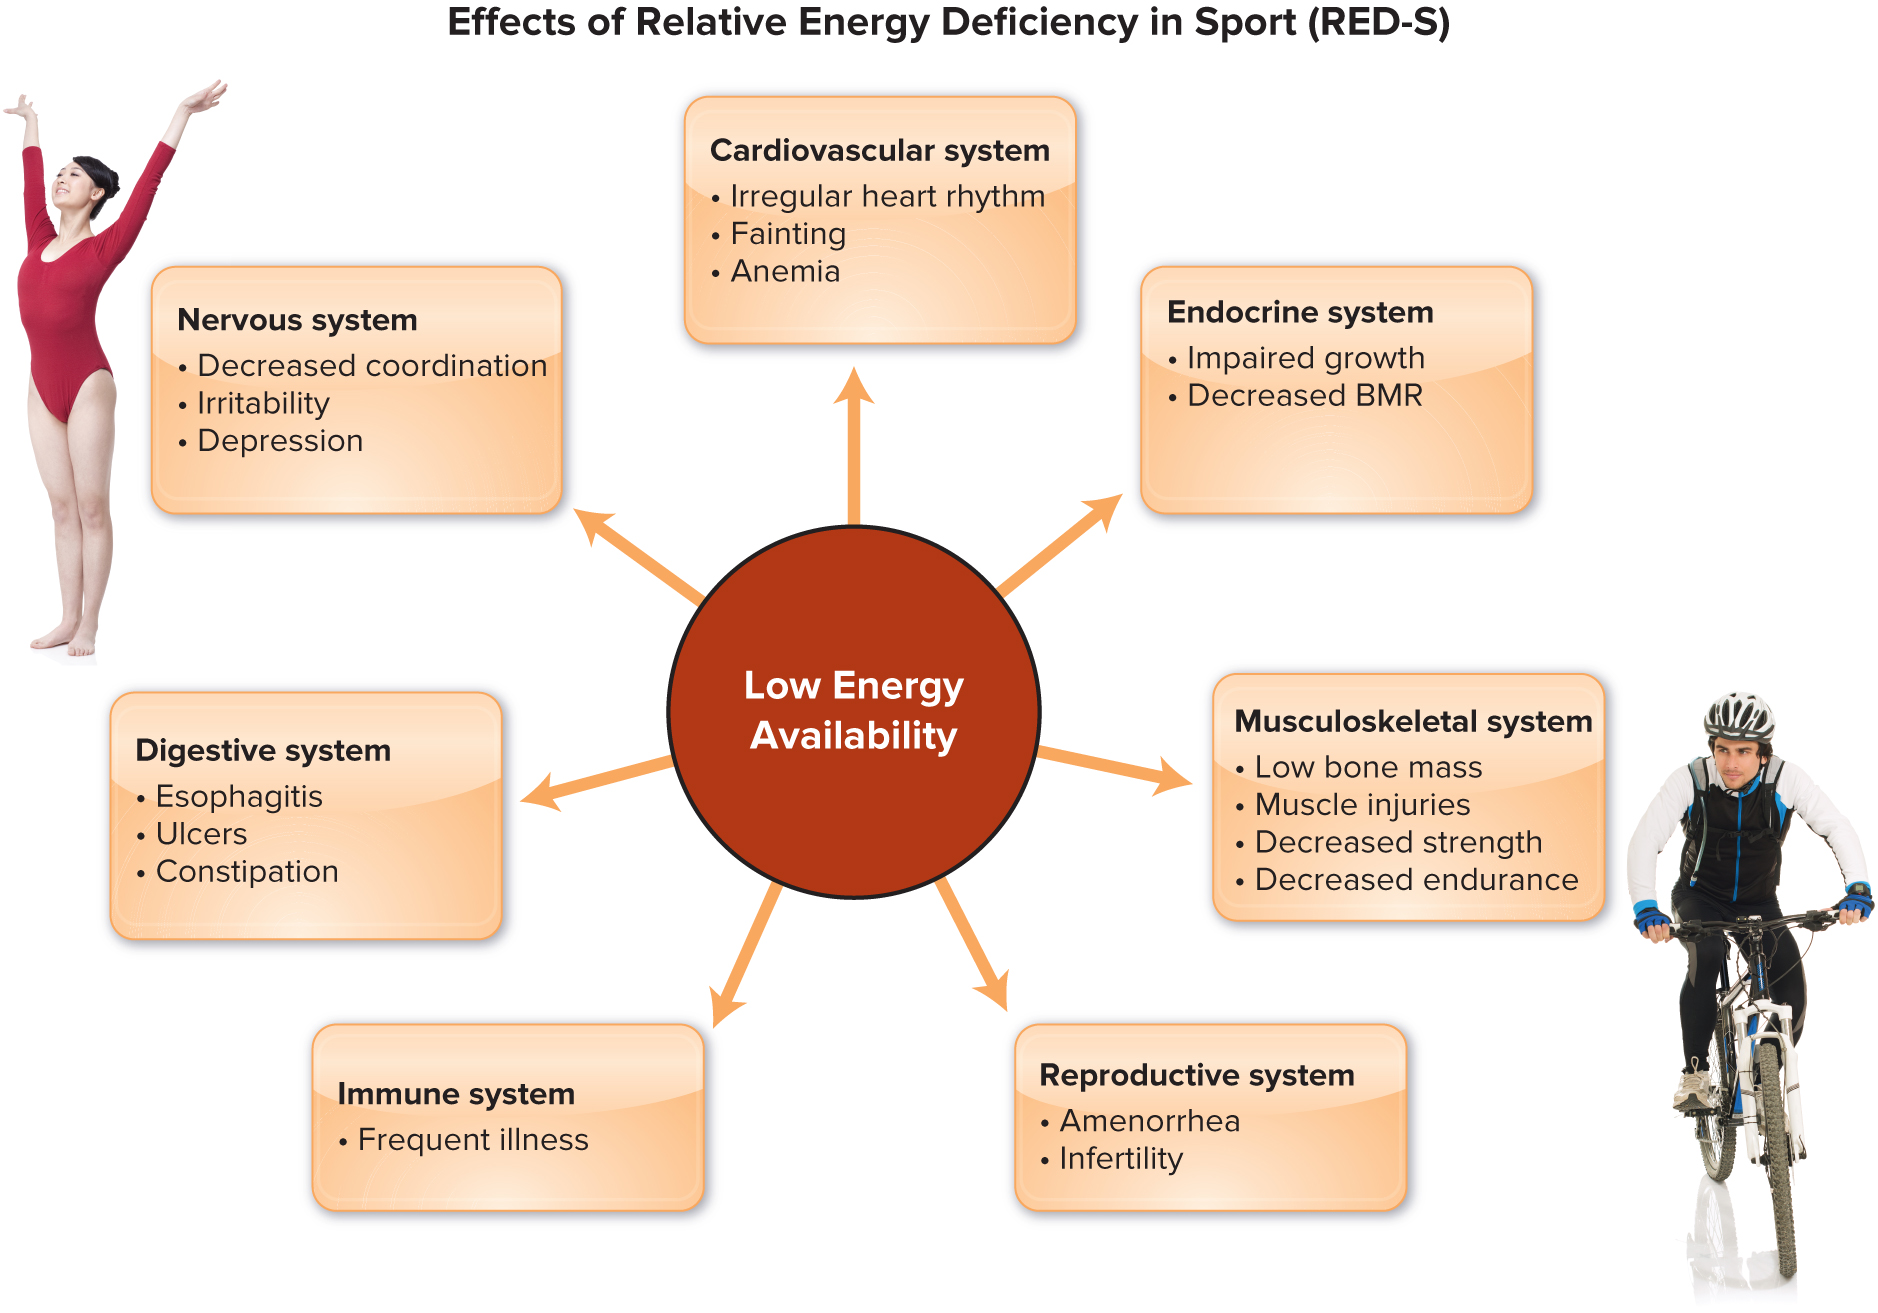 Effects of Relative Energy Deficiency in Sport (RED-S)
Cardiovascular system
• Irregular heart rhythm
• Fainting
• Anemia
Nervous system
• Decreased coordination
• Irritability
• Depression
Endocrine system
• Impaired growth
• Decreased BMR
Low Energy
Availability
Digestive system
• Esophagitis
• Ulcers
• Constipation
Musculoskeletal system
• Low bone mass
• Muscle injuries
• Decreased strength
• Decreased endurance
Immune system
• Frequent illness
Reproductive system
• Amenorrhea
• Infertility